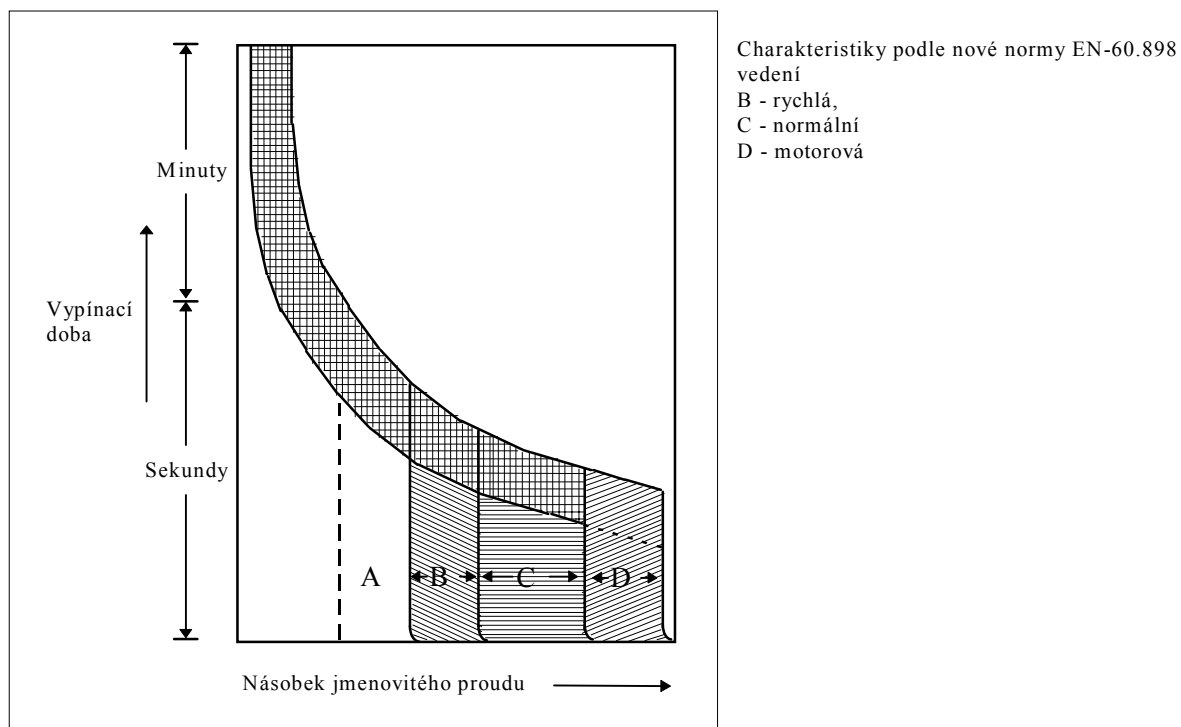 Charakteristiky podle nové normy EN-60.898
vedení
B - rychlá,
C - normální
D - motorová
Minuty
Vypínací
doba
Sekundy
A
B
C
D
Násobek jmenovitého proudu